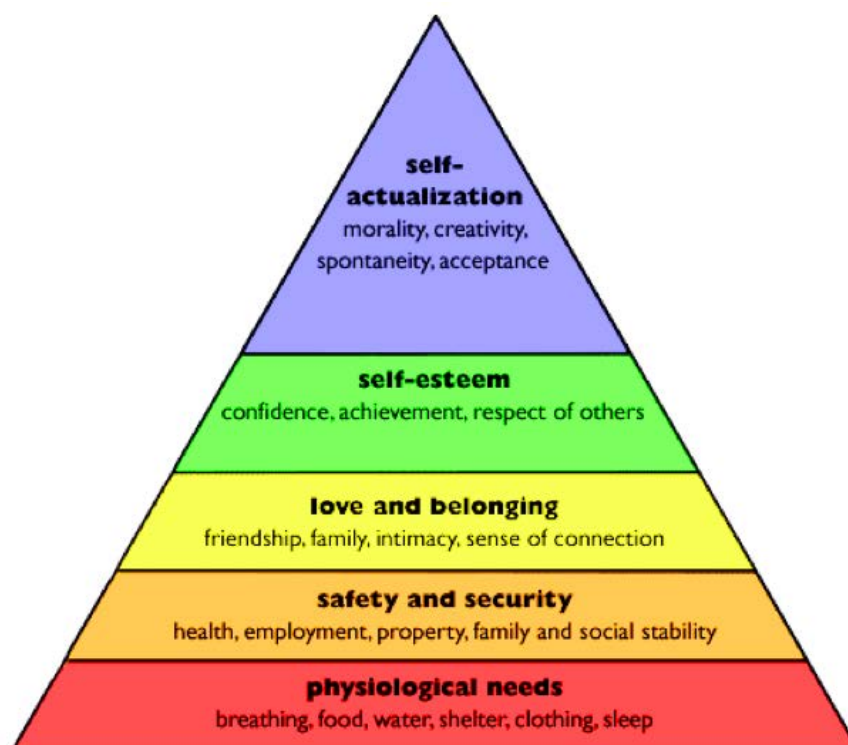 self-
actualization
morality, creativity,
spontaneity, acceptance
self-esteem
confidence, achievement, respect of others
love and belonging
friendship, family, intimacy, sense of connection
safety and security
health, employment, property, family and social stability
physiological needs
breathing, food, water, shelter, clothing, sleep